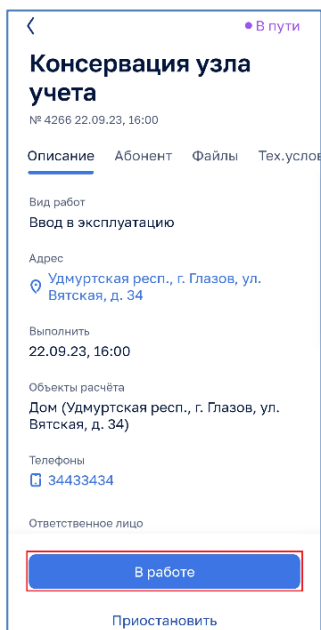 В пути
Консервация узла
учета
№ 4266 22.09.23, 16:00
Описание Абонент Файлы Тех.услов
Вид работ
Ввод в эксплуатацию
Адрес
Удмуртская респ., г. Глазов, ул.
Вятская, д. 34
Выполнить
22.09.23, 16:00
Объекты расчёта
Дом (Удмуртская респ., г. Глазов, ул.
Вятская, д. 34)
Телефоны
34433434
Ответственное лицо
В работе
Приостановить